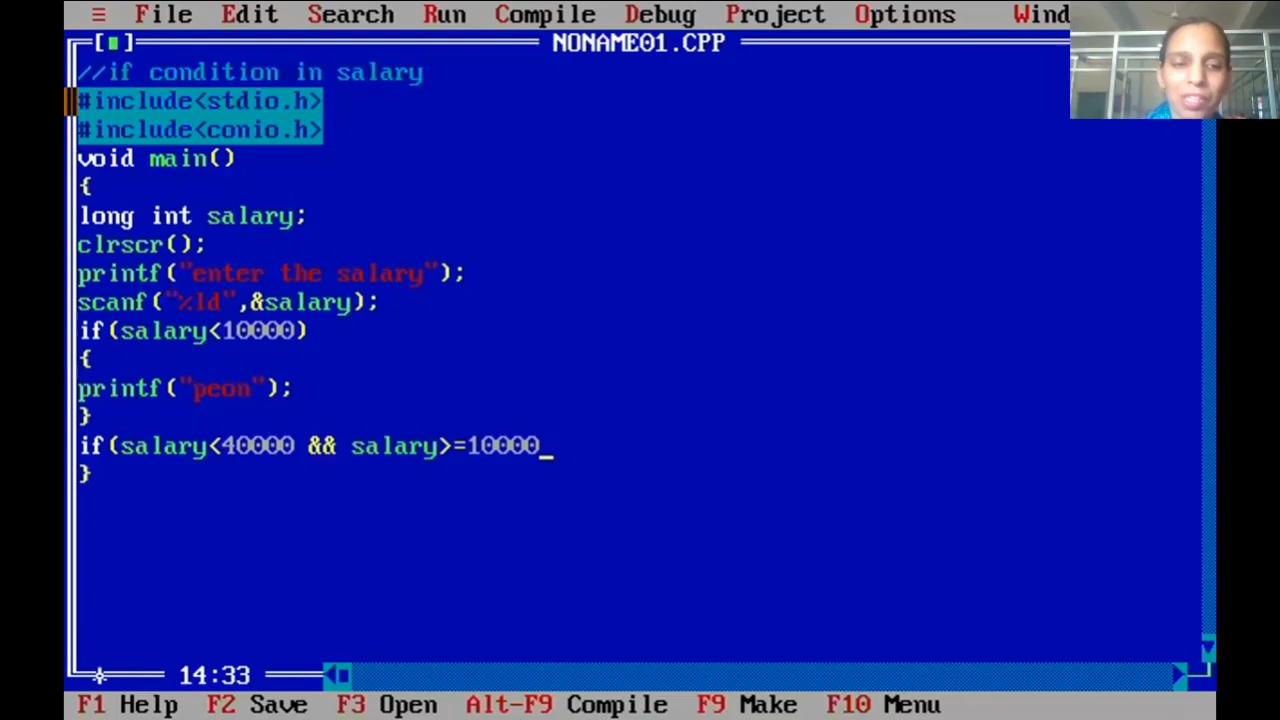 ≡ File Edit Search Run Compile Debug Project Options Wind
[■] NONAME01.CPP
//if condition in salary
#include<stdio.h>
#include<conio.h>
void main()
{
long int salary;
clrscr();
printf("enter the salary");
scanf("%ld",&salary);
if(salary<10000)
{
printf("peon");
}
if(salary<40000 && salary>=10000_
}
14:33
F1 Help F2 Save F3 Open Alt-F9 Compile F9 Make F10 Menu